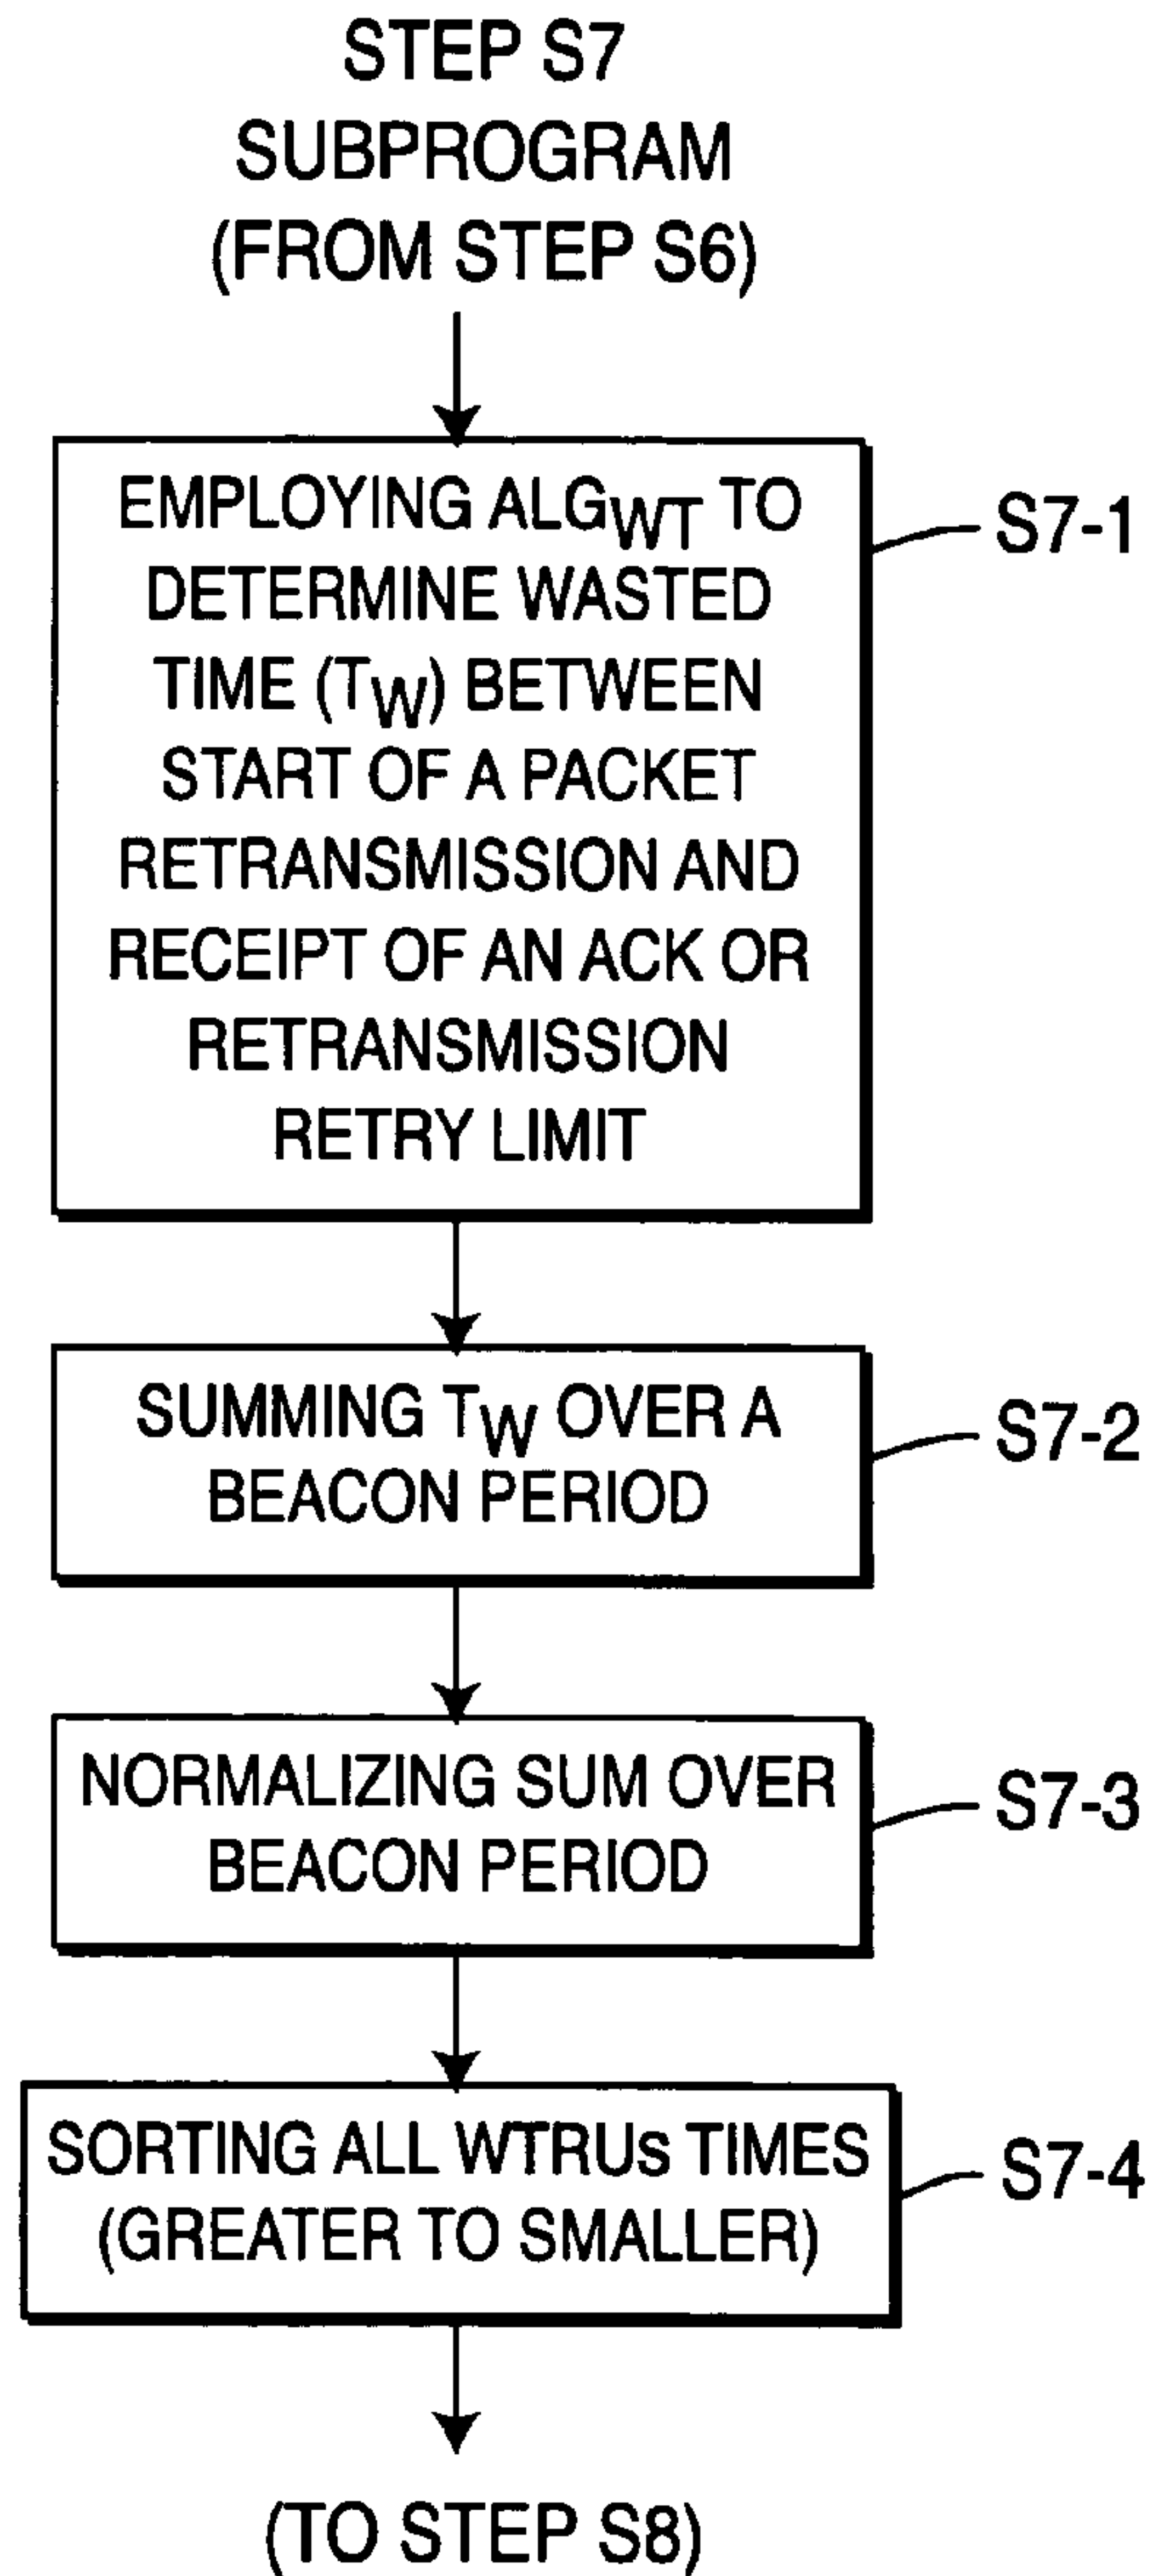 STEP S7
SUBPROGRAM
(FROM STEP S6)
EMPLOYING ALGWT TO
DETERMINE WASTED
TIME (TW) BETWEEN
START OF A PACKET
RETRANSMISSION AND
RECEIPT OF AN ACK OR
RETRANSMISSION
RETRY LIMIT
S7-1
SUMMING TW OVER A
BEACON PERIOD
S7-2
NORMALIZING SUM OVER
BEACON PERIOD
S7-3
SORTING ALL WTRUs TIMES
(GREATER TO SMALLER)
S7-4
(TO STEP S8)